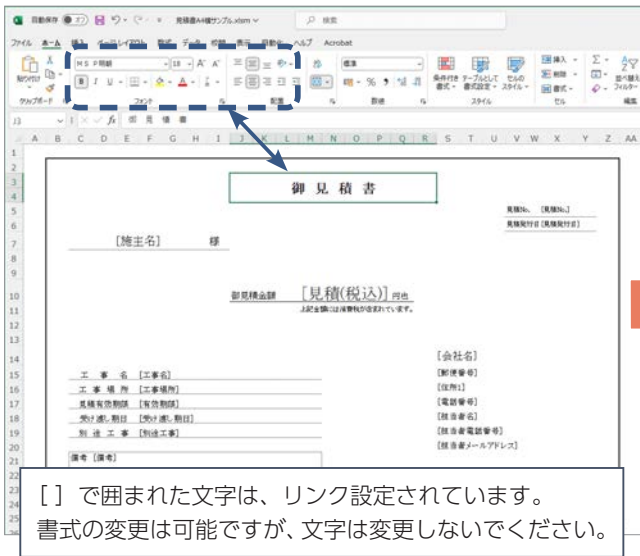 自動保存 オフ 見積書A4横サンプル.xlsm 検索
ファイル ホーム 挿入 ページレイアウト 数式 データ 校閲 表示 自動化 ヘルプ Acrobat
貼り付け
ＭＳ Ｐ明朝 18 A A
標準
条件付き書式 テーブルとして書式設定 セルのスタイル
挿入
削除
書式
並べ替え
フィルター
B I U A
% 9
クリップボード フォント 配置 数値 スタイル セル 編集
J3 fx 御 見 積 書
A B C D E F G H I J K L M N O P Q R S T U V W X Y Z AA
1
2
3
4
御 見 積 書
5
見積No. [見積No.]
6
見積発行日 [見積発行日]
7
[施主名] 様
8
9
10
御見積金額 [見積(税込)] 円也
11
上記金額には消費税が含まれています。
12
13
14
[会社名]
15
工 事 名 [工事名]
[郵便番号]
16
工 事 場 所 [工事場所]
[住所1]
17
見積有効期限 [有効期限]
[電話番号]
18
受け渡し期日 [受け渡し期日]
[担当者名]
19
別 途 工 事 [別途工事]
[担当者電話番号]
20
[担当者メールアドレス]
21
備考 [備考]
22
23
24
25
[ ] で囲まれた文字は、リンク設定されています。
書式の変更は可能ですが、文字は変更しないでください。